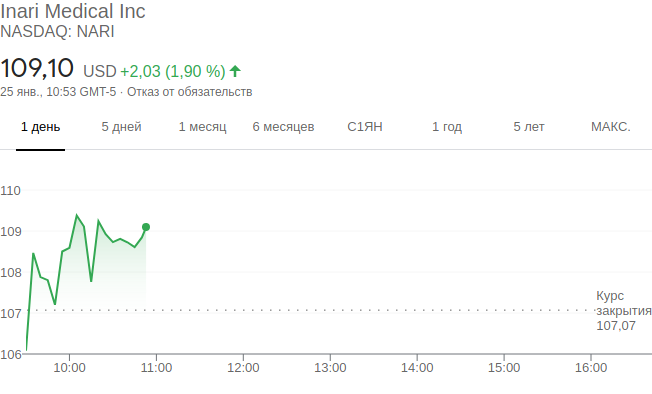 Inari Medical Inc
NASDAQ: NARI
109,10 USD +2,03 (1,90 %)
25 янв., 10:53 GMT-5 · Отказ от обязательств
1 день 5 дней 1 месяц 6 месяцев С1ЯН 1 год 5 лет МАКС.
110
109
108
107
106
Курс
закрытия
107,07
10:00 11:00 12:00 13:00 14:00 15:00 16:00